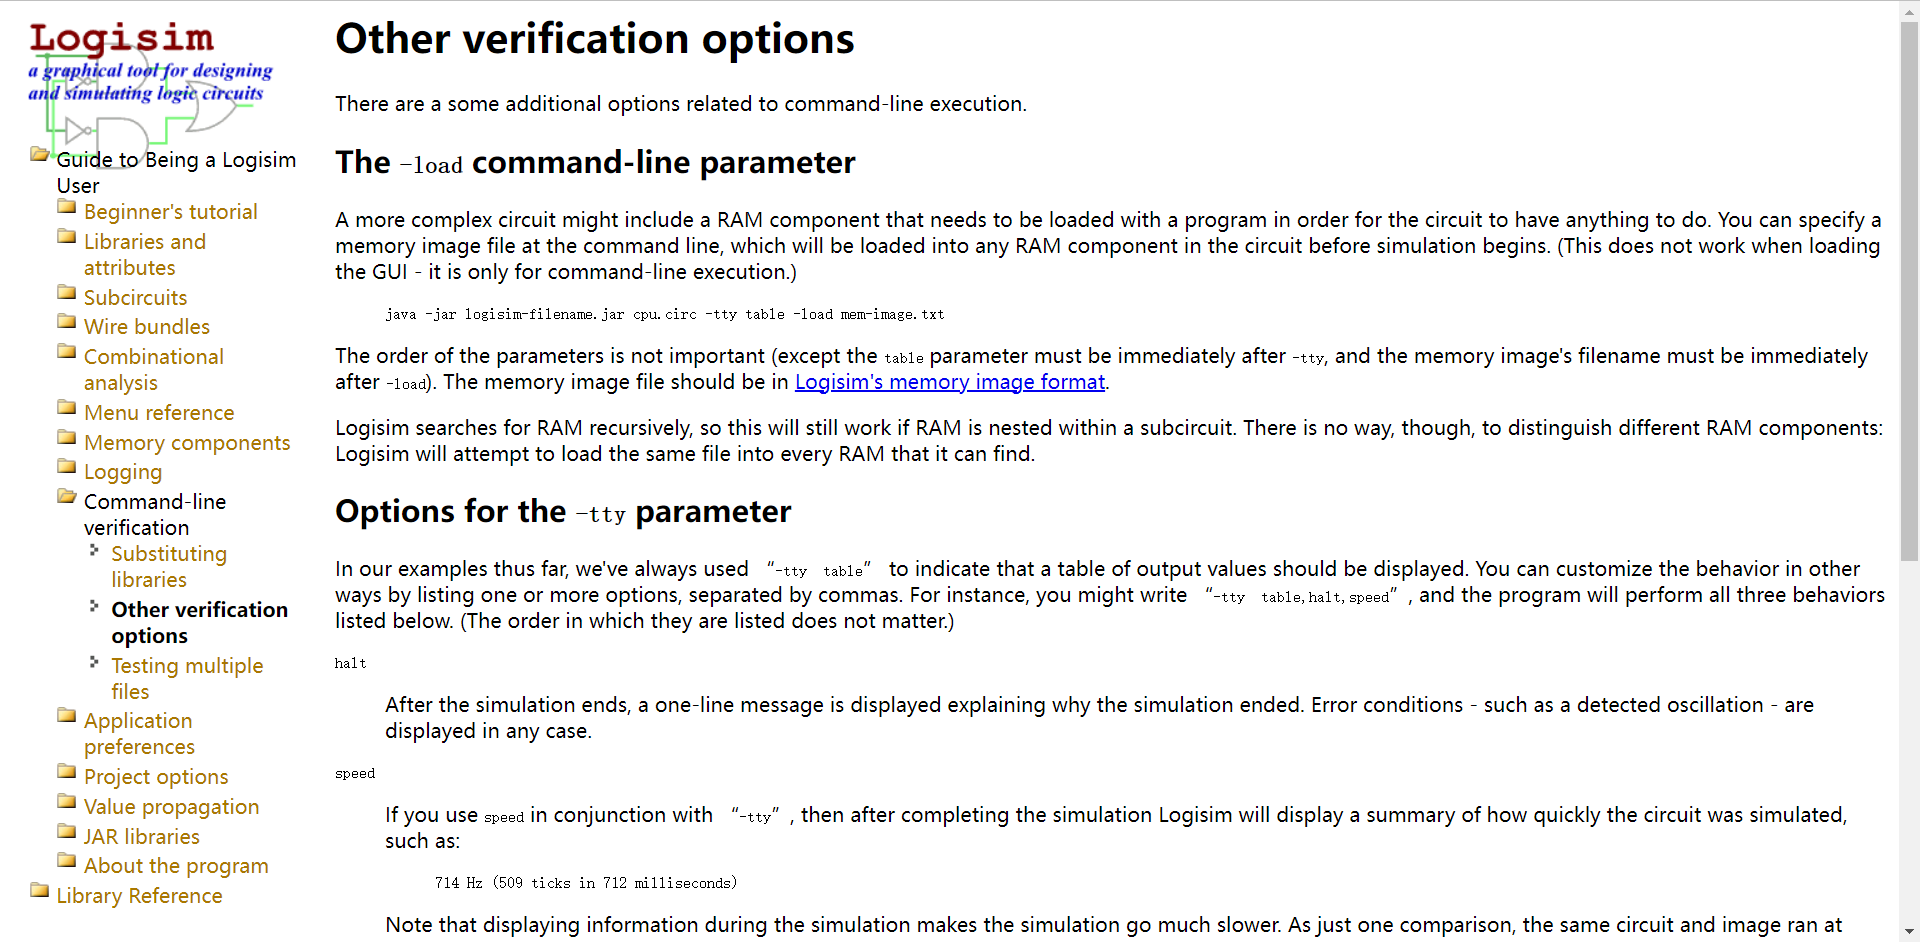 Logisim
a graphical tool for designing
and simulating logic circuits
Guide to Being a Logisim
User
Beginner's tutorial
Libraries and
attributes
Subcircuits
Wire bundles
Combinational
analysis
Menu reference
Memory components
Logging
Command-line
verification
Substituting
libraries
Other verification
options
Testing multiple
files
Application
preferences
Project options
Value propagation
JAR libraries
About the program
Library Reference
Other verification options
There are a some additional options related to command-line execution.
The -load command-line parameter
A more complex circuit might include a RAM component that needs to be loaded with a program in order for the circuit to have anything to do. You can specify a
memory image file at the command line, which will be loaded into any RAM component in the circuit before simulation begins. (This does not work when loading
the GUI - it is only for command-line execution.)
java -jar logisim-filename.jar cpu.circ -tty table -load mem-image.txt
The order of the parameters is not important (except the table parameter must be immediately after -tty, and the memory image's filename must be immediately
after -load). The memory image file should be in Logisim's memory image format.
Logisim searches for RAM recursively, so this will still work if RAM is nested within a subcircuit. There is no way, though, to distinguish different RAM components:
Logisim will attempt to load the same file into every RAM that it can find.
Options for the -tty parameter
In our examples thus far, we've always used “-tty table” to indicate that a table of output values should be displayed. You can customize the behavior in other
ways by listing one or more options, separated by commas. For instance, you might write “-tty table,halt,speed”, and the program will perform all three behaviors
listed below. (The order in which they are listed does not matter.)
halt
After the simulation ends, a one-line message is displayed explaining why the simulation ended. Error conditions - such as a detected oscillation - are
displayed in any case.
speed
If you use speed in conjunction with “-tty”, then after completing the simulation Logisim will display a summary of how quickly the circuit was simulated,
such as:
714 Hz (509 ticks in 712 milliseconds)
Note that displaying information during the simulation makes the simulation go much slower. As just one comparison, the same circuit and image ran at